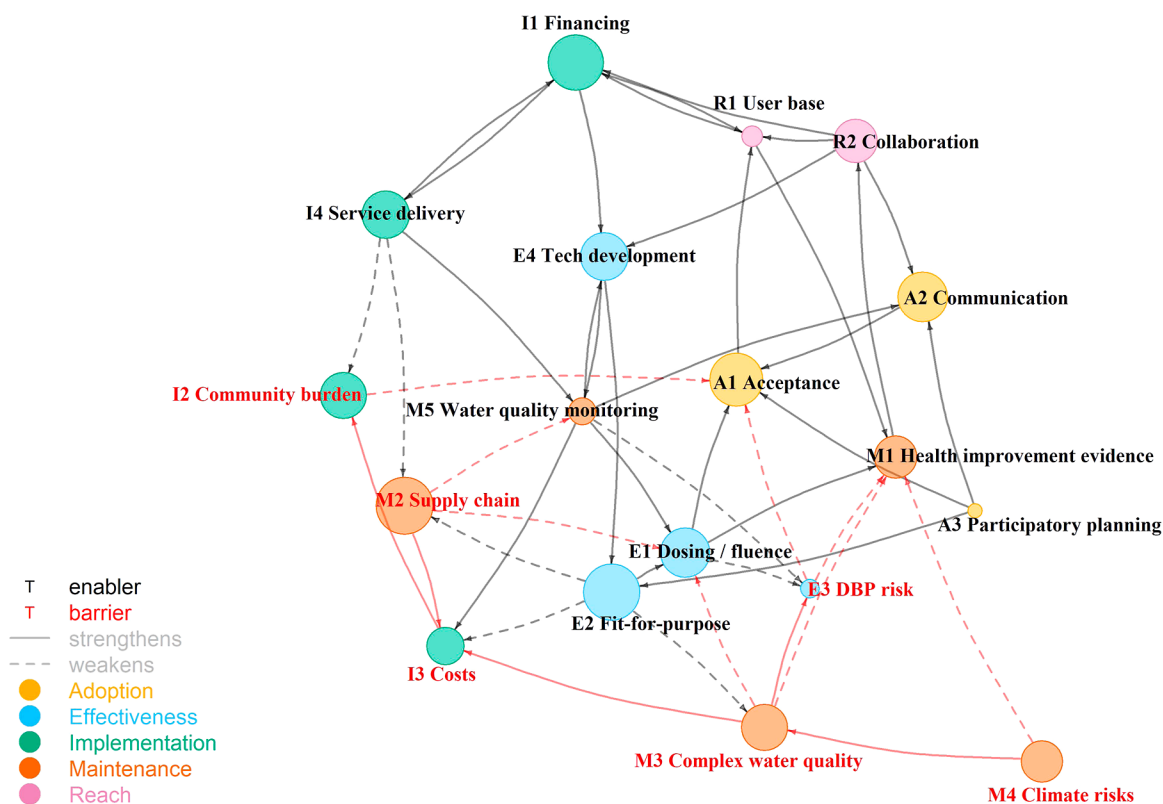 I1 Financing
R1 User base
R2 Collaboration
I4 Service delivery
E4 Tech development
A2 Communication
A1 Acceptance
I2 Community burden
M5 Water quality monitoring
M1 Health improvement evidence
M2 Supply chain
A3 Participatory planning
E1 Dosing / fluence
E3 DBP risk
E2 Fit-for-purpose
I3 Costs
M3 Complex water quality
M4 Climate risks
T enabler
T barrier
strengthens
weakens
Adoption
Effectiveness
Implementation
Maintenance
Reach